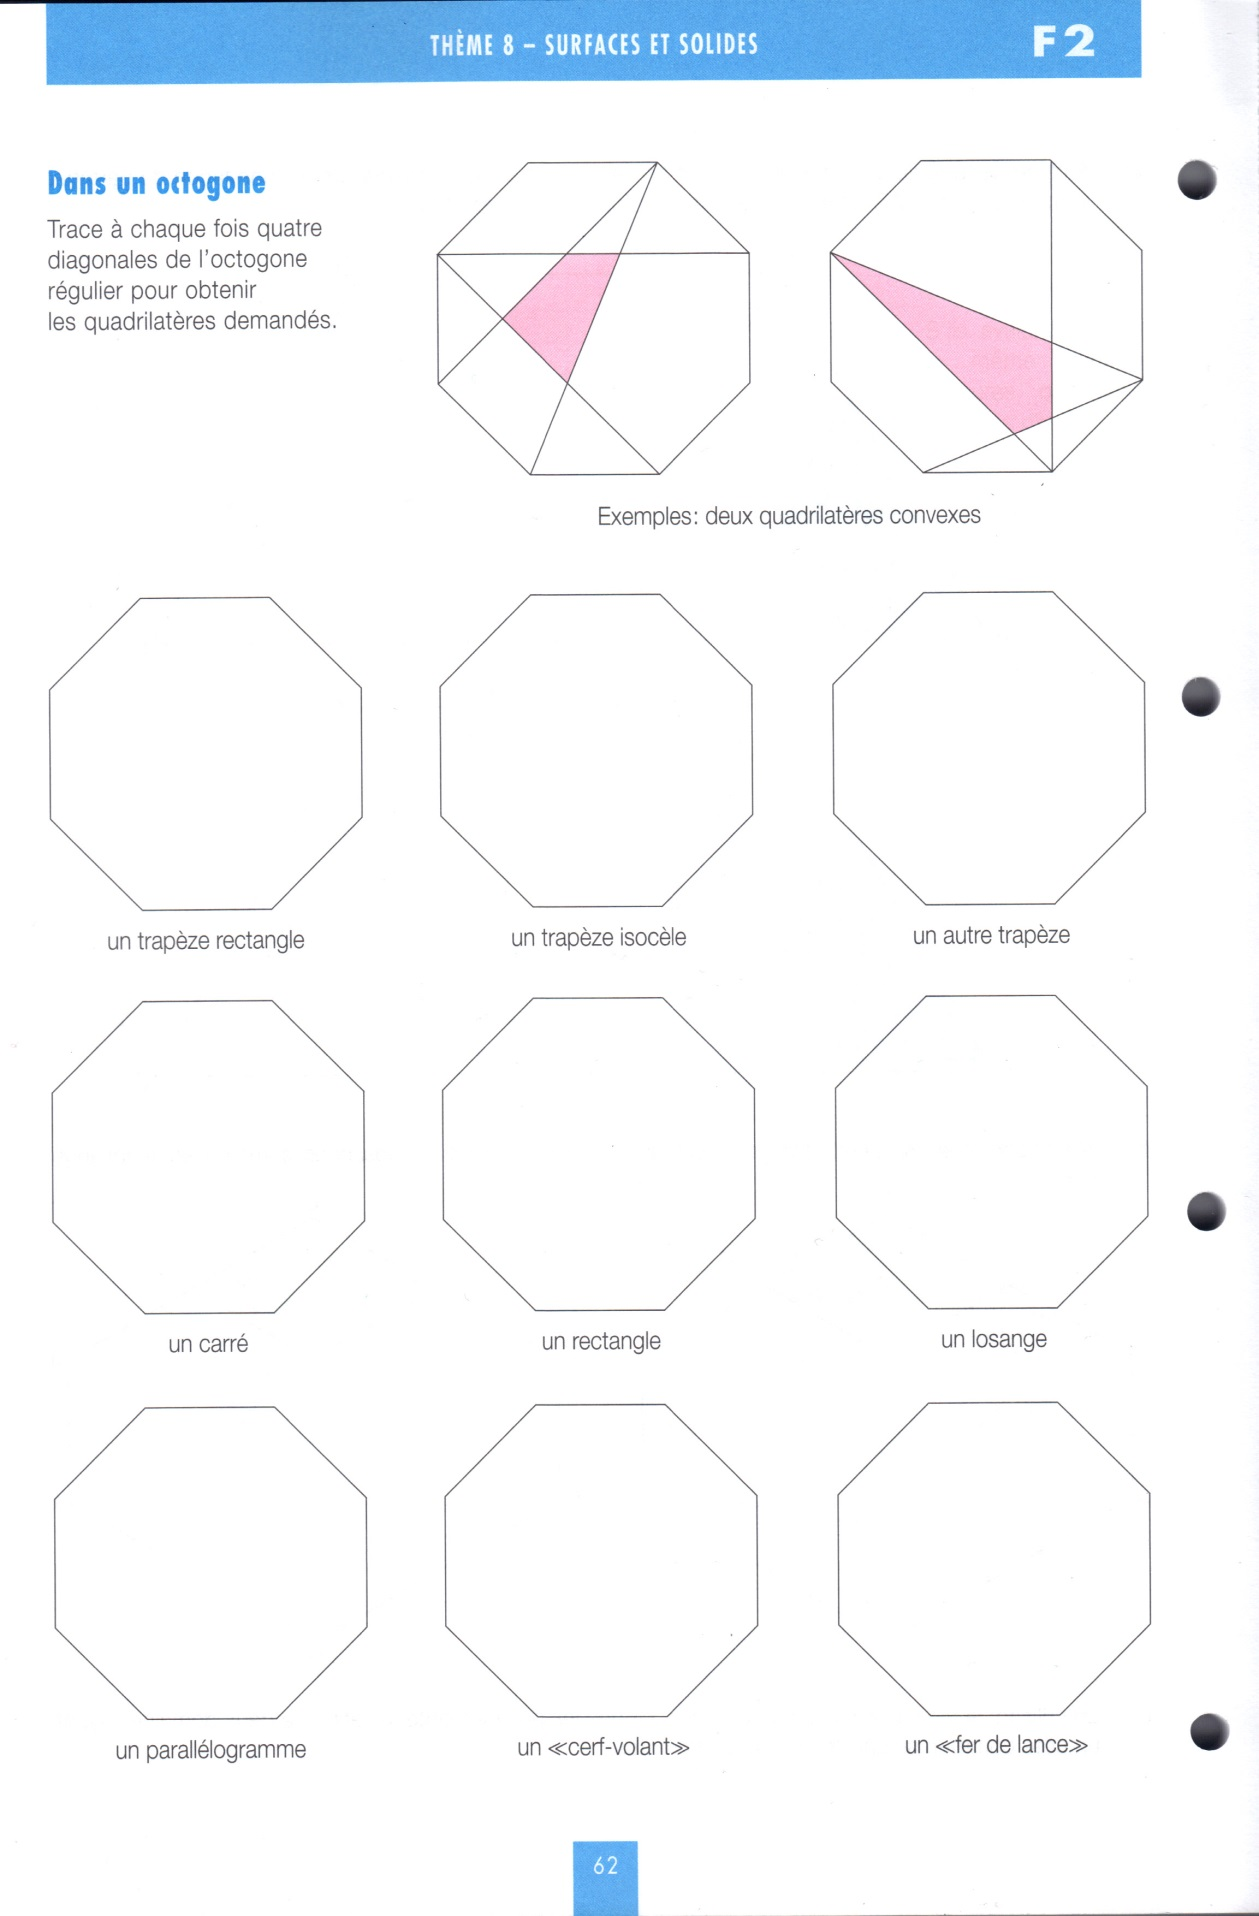 THÈME 8 – SURFACES ET SOLIDES
F2
Dans un octogone
Trace à chaque fois quatre
diagonales de l'octogone
régulier pour obtenir
les quadrilatères demandés.
Exemples: deux quadrilatères convexes
un trapèze rectangle
un trapèze isocèle
un autre trapèze
un carré
un rectangle
un losange
un parallélogramme
un ≪cerf-volant≫
un ≪fer de lance≫
62